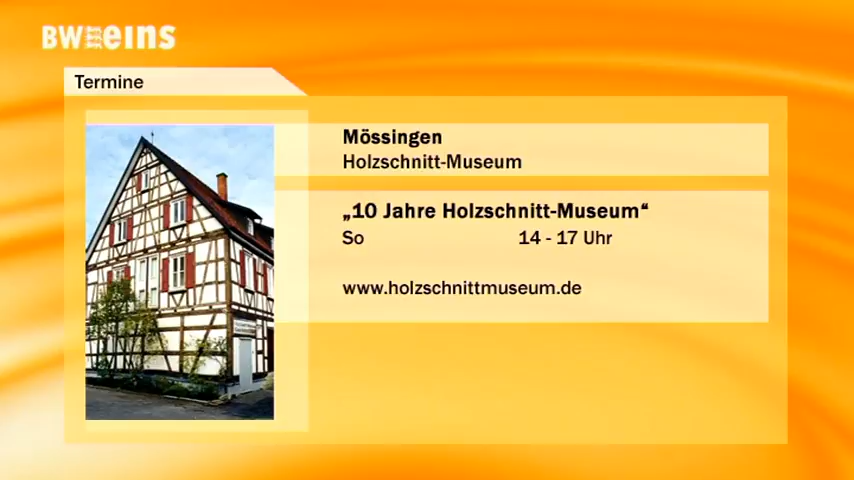 BW eins
Termine
Mössingen
Holzschnitt-Museum
„10 Jahre Holzschnitt-Museum“
So 14 - 17 Uhr
www.holzschnittmuseum.de